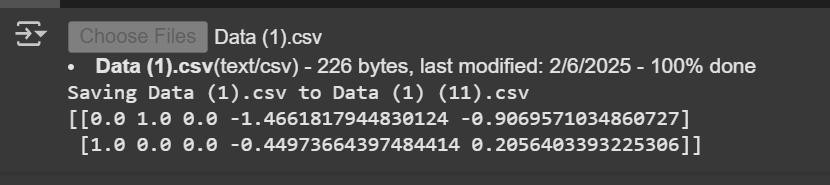 Choose Files Data (1).csv
• Data (1).csv(text/csv) - 226 bytes, last modified: 2/6/2025 - 100% done
Saving Data (1).csv to Data (1) (11).csv
[[0.0 1.0 0.0 -1.4661817944830124 -0.9069571034860727]
 [1.0 0.0 0.0 -0.44973664397484414 0.2056403393225306]]